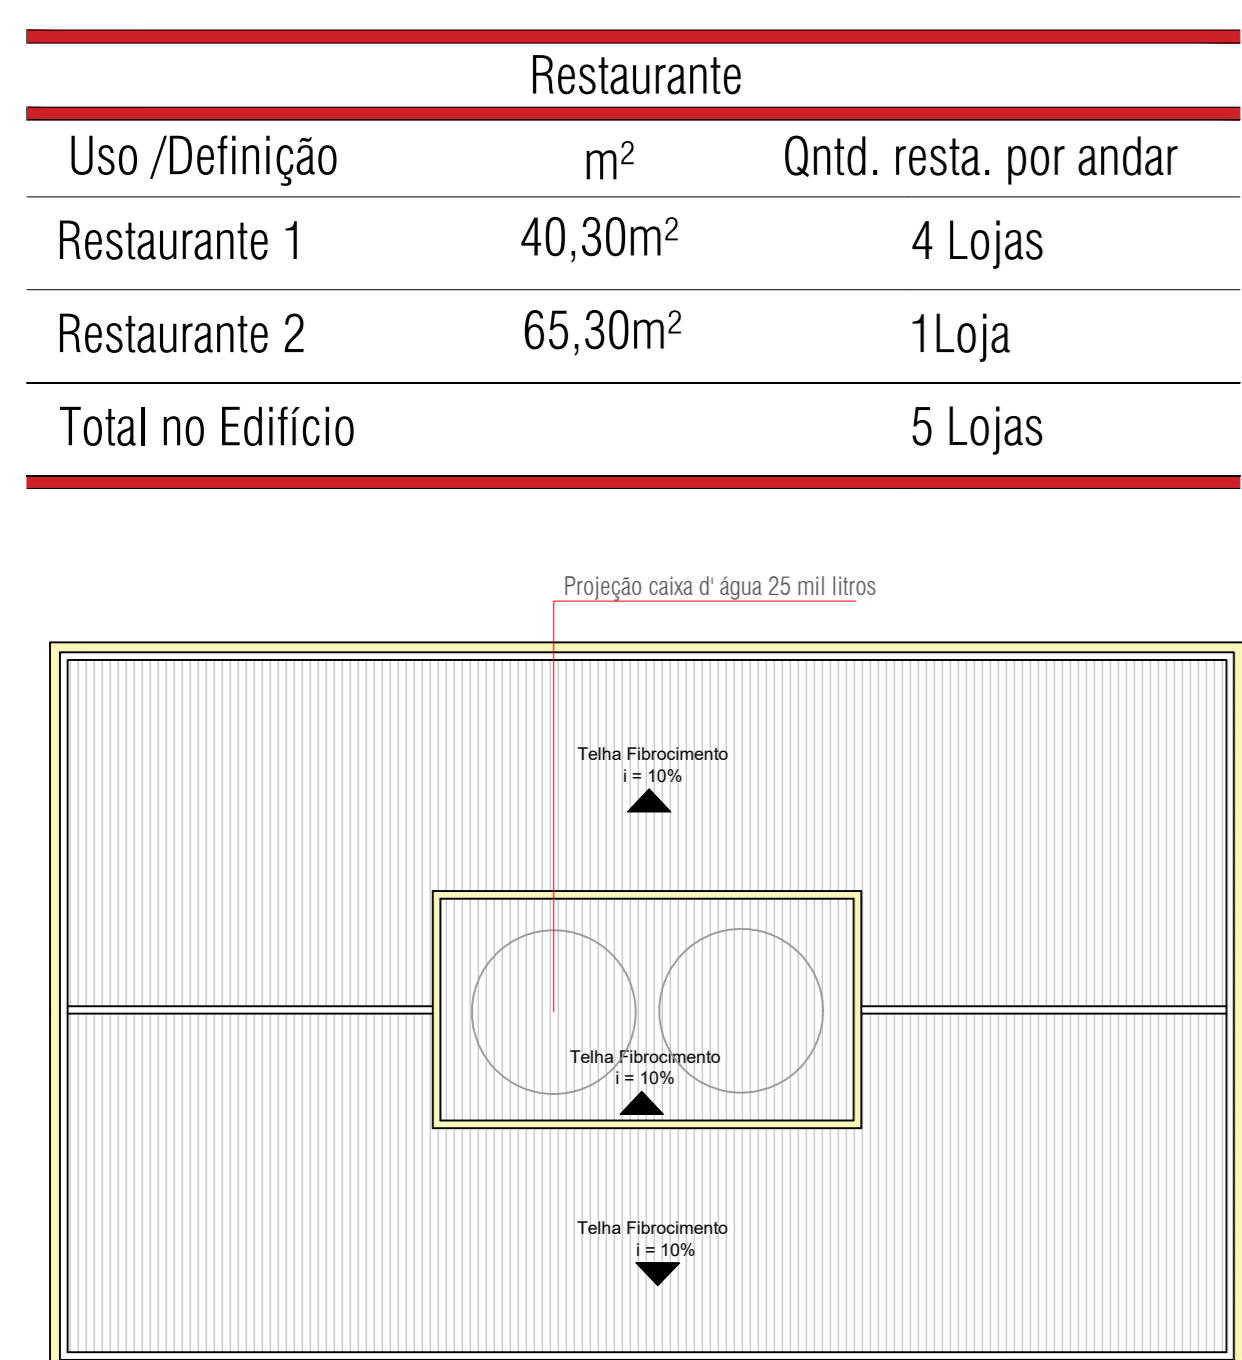 Restaurante
Uso /Definição m² Qntd. resta. por andar
Restaurante 1 40,30m² 4 Lojas
Restaurante 2 65,30m² 1Loja
Total no Edifício 5 Lojas
Projeção caixa d' água 25 mil litros
Telha Fibrocimento
i = 10%
Telha Fibrocimento
i = 10%
Telha Fibrocimento
i = 10%